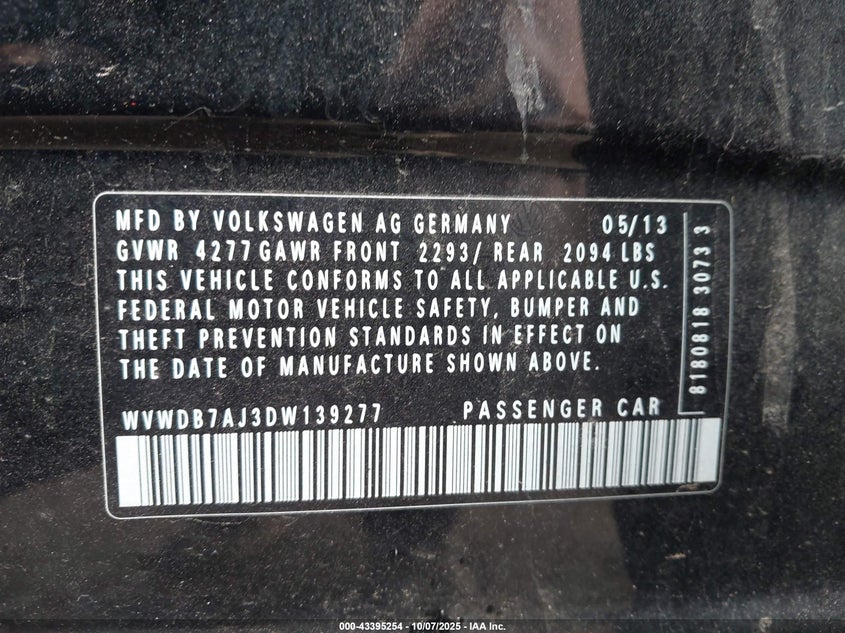 MFD BY VOLKSWAGEN AG GERMANY 05/13
GVWR 4277 GAWR FRONT 2293/ REAR 2094 LBS
THIS VEHICLE CONFORMS TO ALL APPLICABLE U.S.
FEDERAL MOTOR VEHICLE SAFETY, BUMPER AND
THEFT PREVENTION STANDARDS IN EFFECT ON
THE DATE OF MANUFACTURE SHOWN ABOVE.
WVWDB7AJ3DW139277 PASSENGER CAR
8180818 3073 3
000-43395254 - 10/07/2025 - IAA Inc.